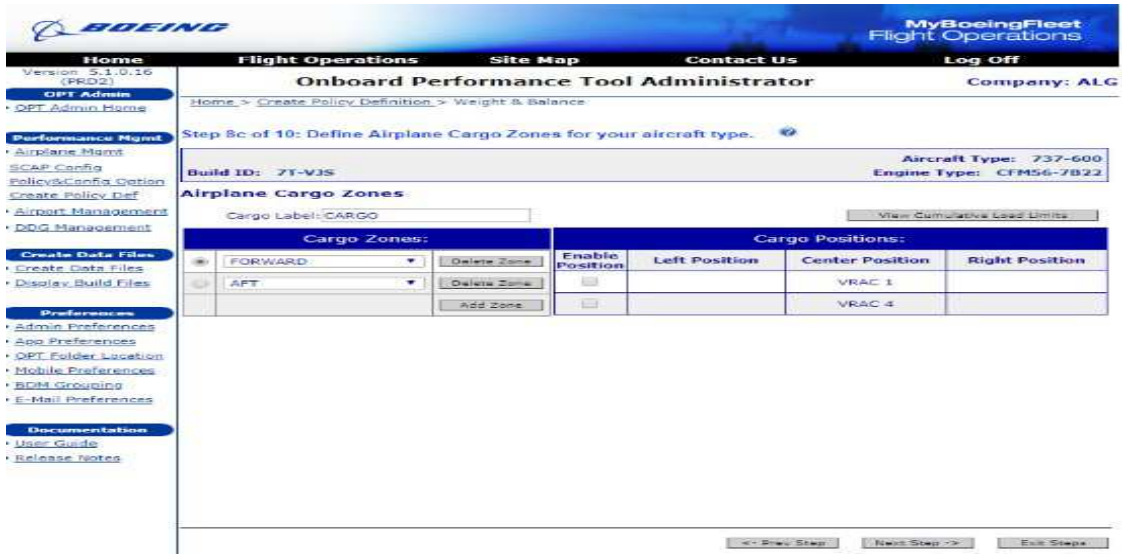 BOEING
MyBoeingFleet
Flight Operations
Home Flight Operations Site Map Contact Us Log Off
Version 5.1.0.16
(PRD2)
Onboard Performance Tool Administrator
Company: ALG
OPT Admin
OPT Admin Home
Home > Create Policy Definition > Weight & Balance
Performance Mgmt
Airplane Mgmt
SCAP Config
Policy&Config Option
Create Policy Def
Airport Management
DDG Management
Create Data Files
Create Data Files
Display Build Files
Preferences
Admin Preferences
App Preferences
OPT Folder Location
Mobile Preferences
BDM Grouping
E-Mail Preferences
Documentation
User Guide
Release Notes
Step 8c of 10: Define Airplane Cargo Zones for your aircraft type.
Aircraft Type: 737-600
Build ID: 7T-VJS Engine Type: CFM56-7B22
Airplane Cargo Zones
Cargo Label: CARGO View Cumulative Load Limits
Cargo Zones: Cargo Positions:
FORWARD Delete Zone Enable Position Left Position Center Position Right Position
AFT Delete Zone VRAC 1
Add Zone VRAC 4
<- Prev Step Next Step -> Exit Steps